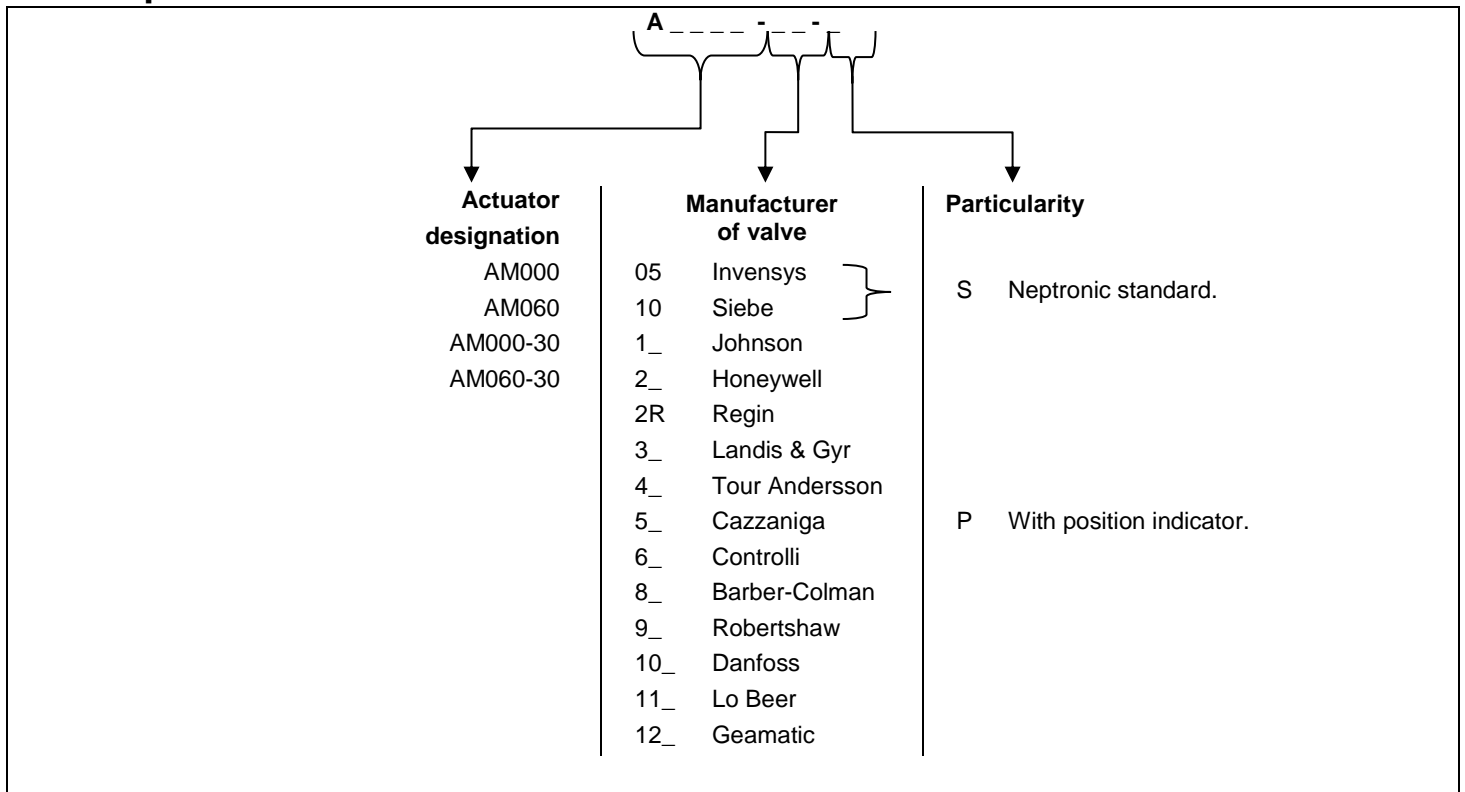 A _ _ _ _ - _ _ - _
Actuator designation
AM000
AM060
AM000-30
AM060-30
Manufacturer of valve
05 Invensys
10 Siebe
1_ Johnson
2_ Honeywell
2R Regin
3_ Landis & Gyr
4_ Tour Andersson
5_ Cazzaniga
6_ Controlli
8_ Barber-Colman
9_ Robertshaw
10_ Danfoss
11_ Lo Beer
12_ Geamatic
Particularity
S Neptronic standard.
P With position indicator.